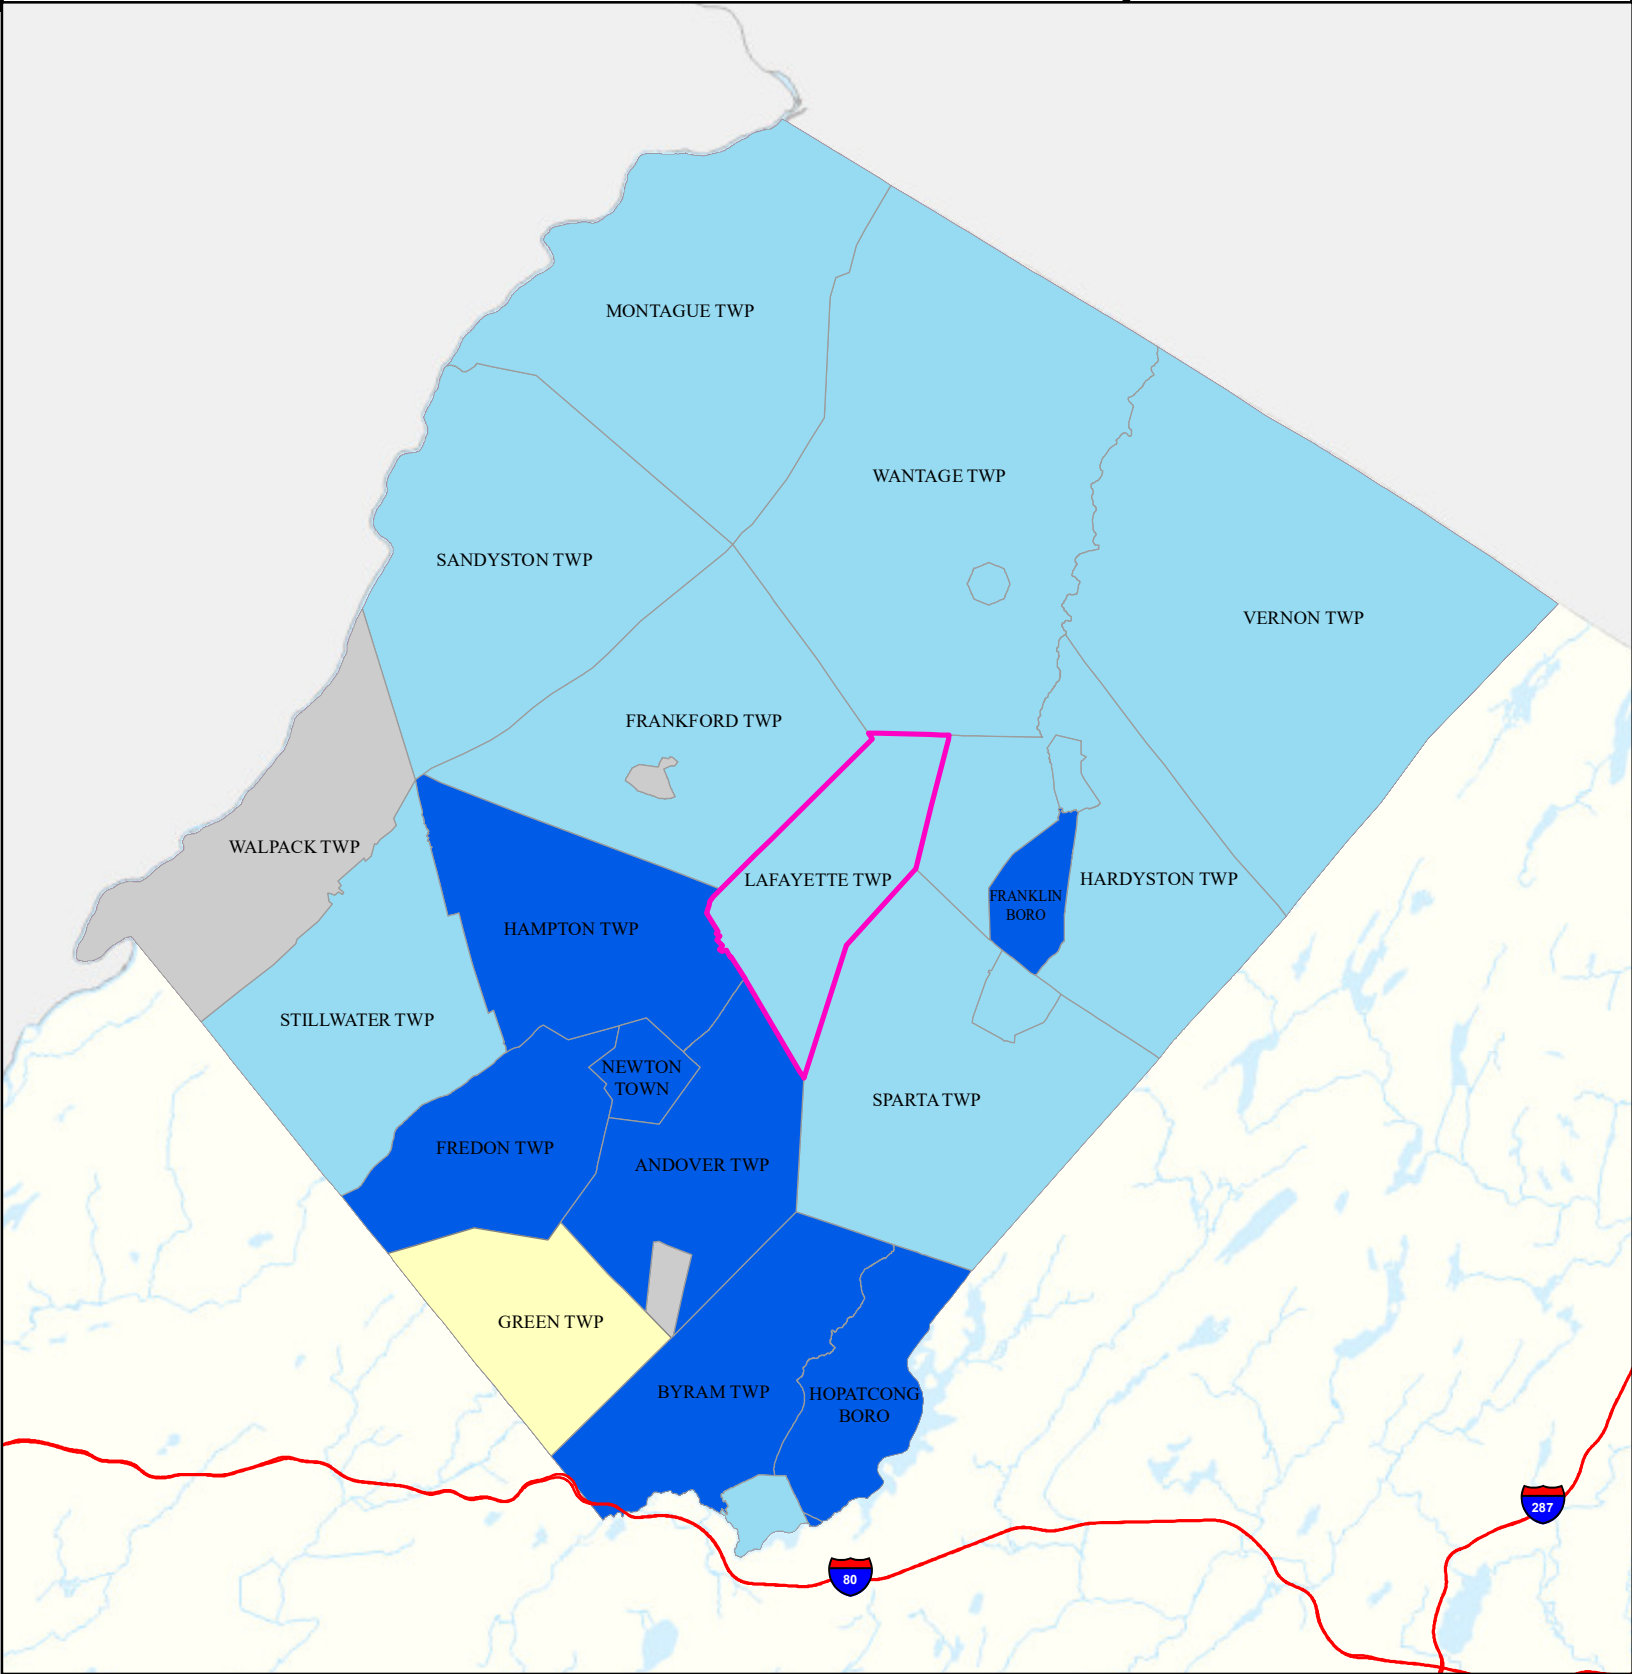 MONTAGUE TWP
WANTAGE TWP
SANDYSTON TWP
VERNON TWP
FRANKFORD TWP
WALPACK TWP
LAFAYETTE TWP
HARDYSTON TWP
FRANKLIN
BORO
HAMPTON TWP
STILLWATER TWP
NEWTON
TOWN
SPARTA TWP
FREDON TWP
ANDOVER TWP
GREEN TWP
BYRAM TWP
HOPATCONG
BORO
287
80